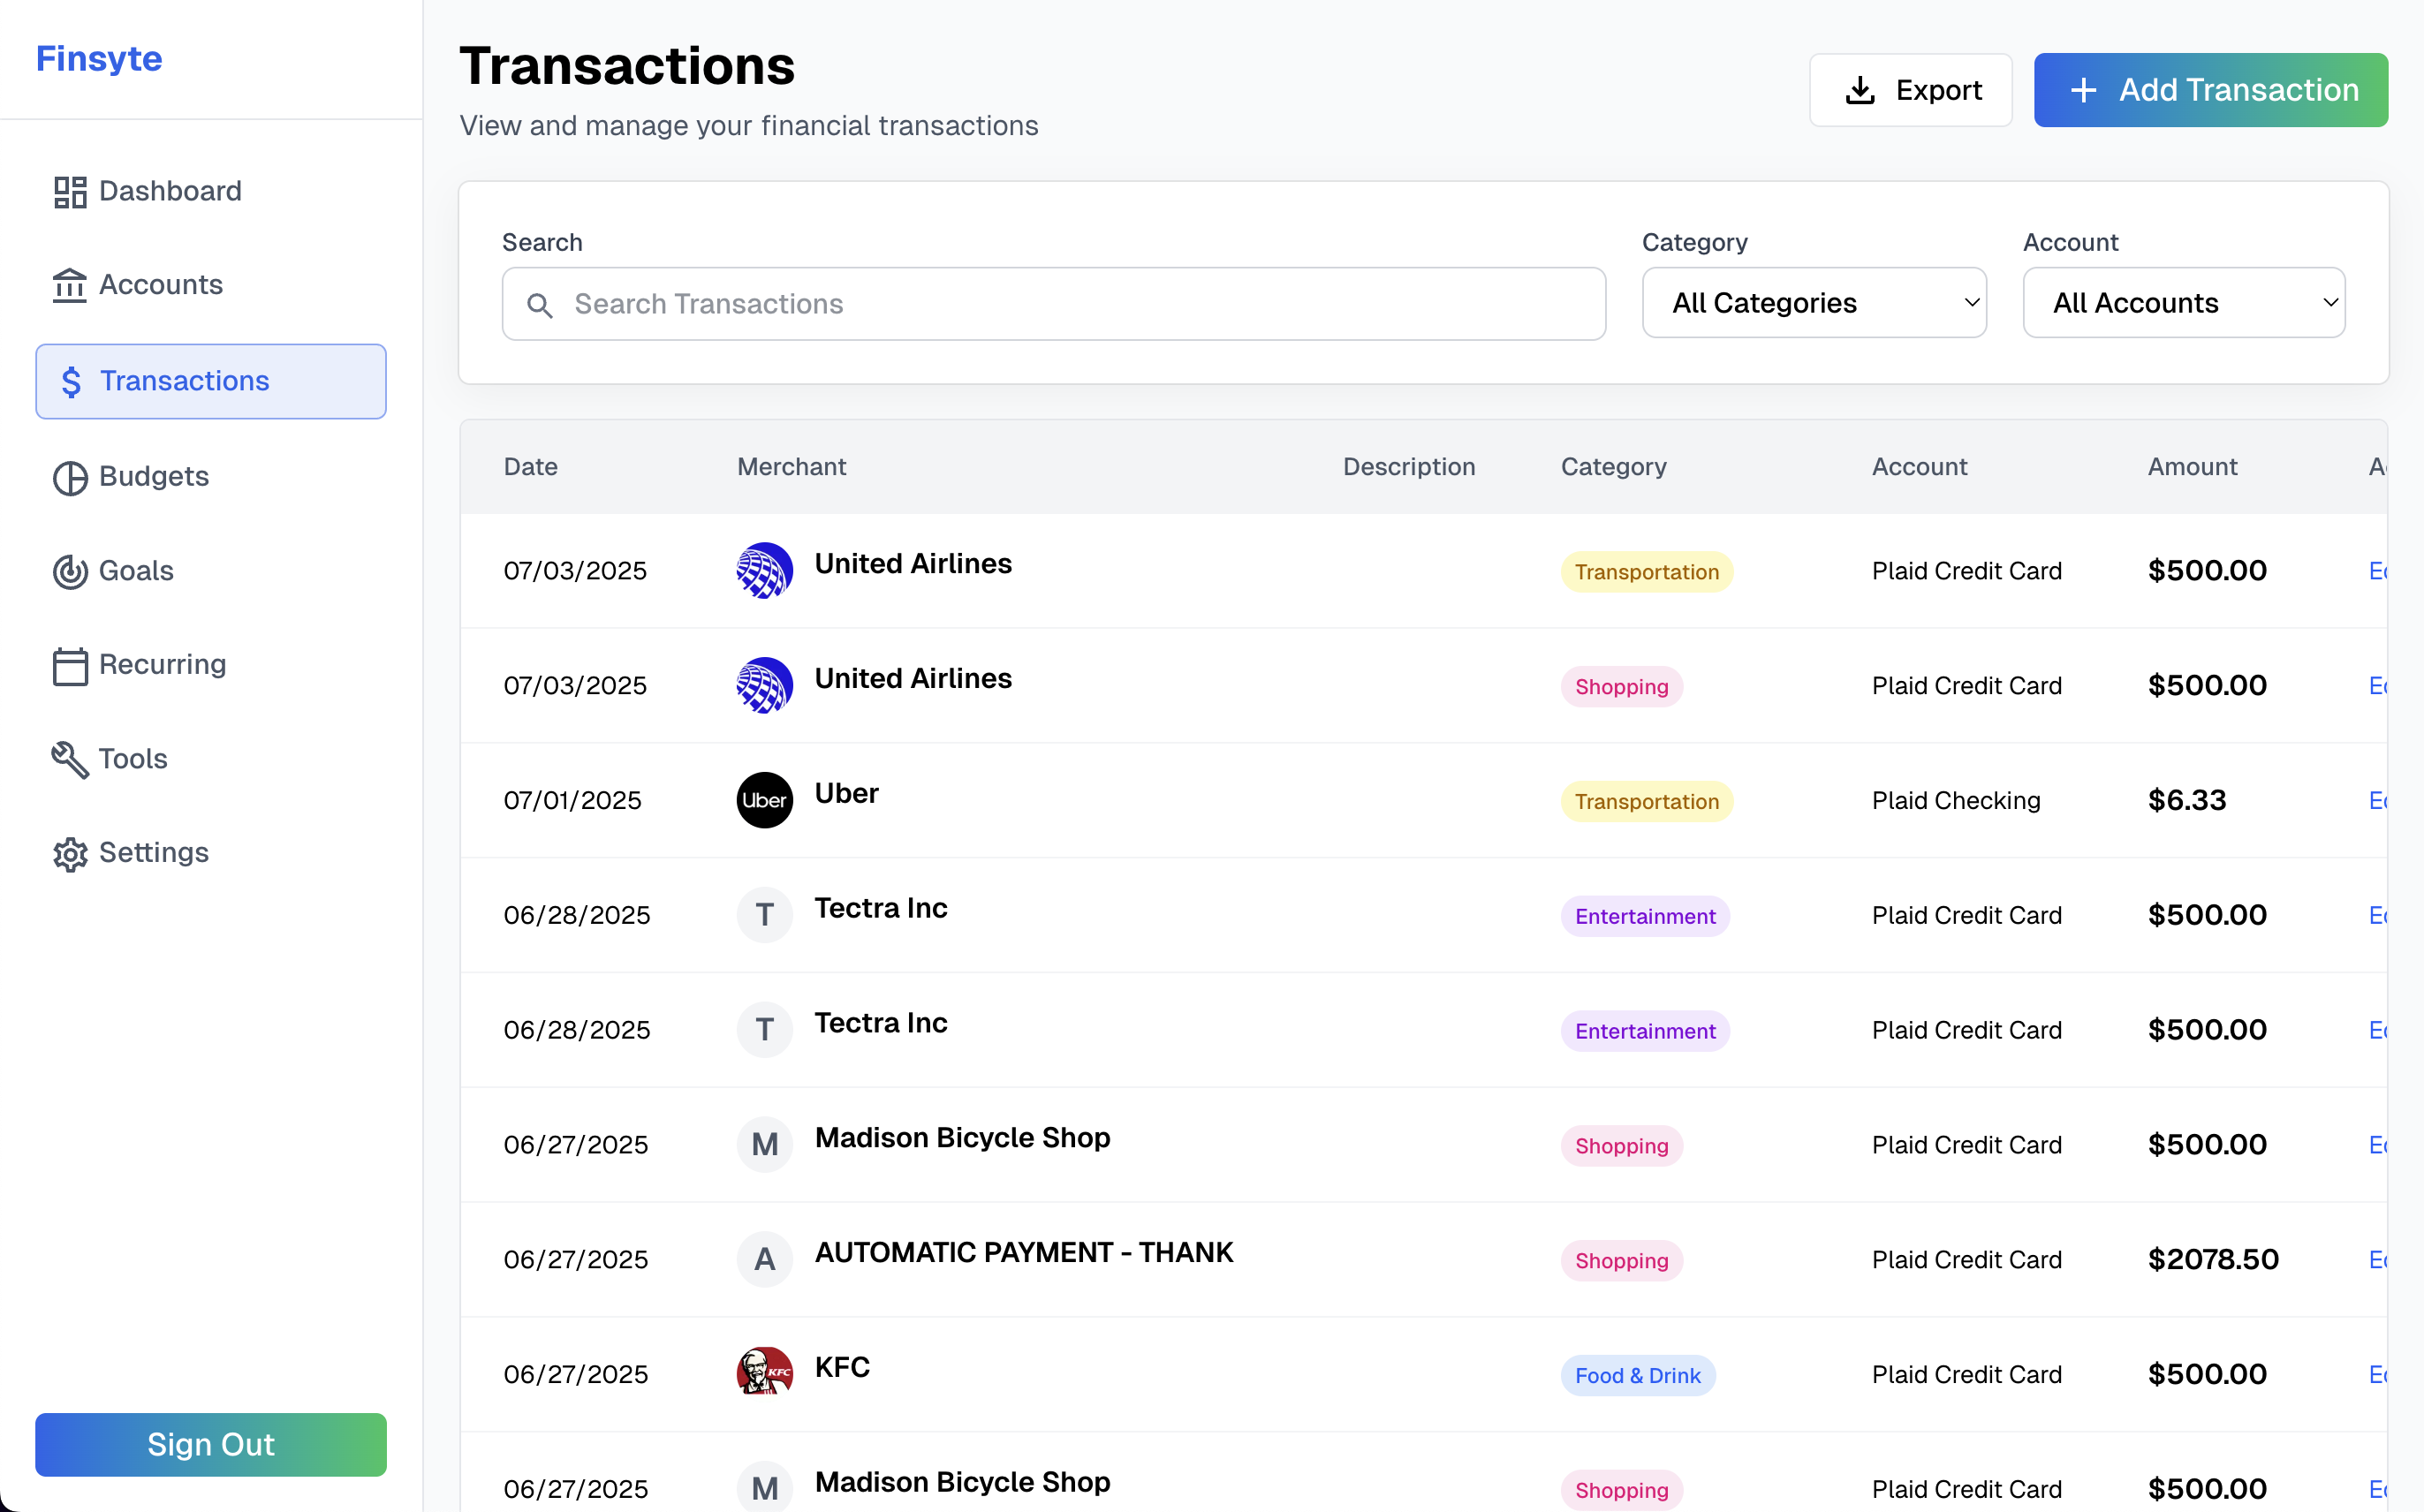 Finsyte
Dashboard
Accounts
Transactions
Budgets
Goals
Recurring
Tools
Settings
Sign Out
Transactions
View and manage your financial transactions
Export
Add Transaction
Search
Search Transactions
Category
All Categories
Account
All Accounts
Date Merchant Description Category Account Amount
07/03/2025 United Airlines Transportation Plaid Credit Card $500.00
07/03/2025 United Airlines Shopping Plaid Credit Card $500.00
07/01/2025 Uber Uber Transportation Plaid Checking $6.33
06/28/2025 T Tectra Inc Entertainment Plaid Credit Card $500.00
06/28/2025 T Tectra Inc Entertainment Plaid Credit Card $500.00
06/27/2025 M Madison Bicycle Shop Shopping Plaid Credit Card $500.00
06/27/2025 A AUTOMATIC PAYMENT - THANK Shopping Plaid Credit Card $2078.50
06/27/2025 KFC KFC Food & Drink Plaid Credit Card $500.00
06/27/2025 M Madison Bicycle Shop Shopping Plaid Credit Card $500.00